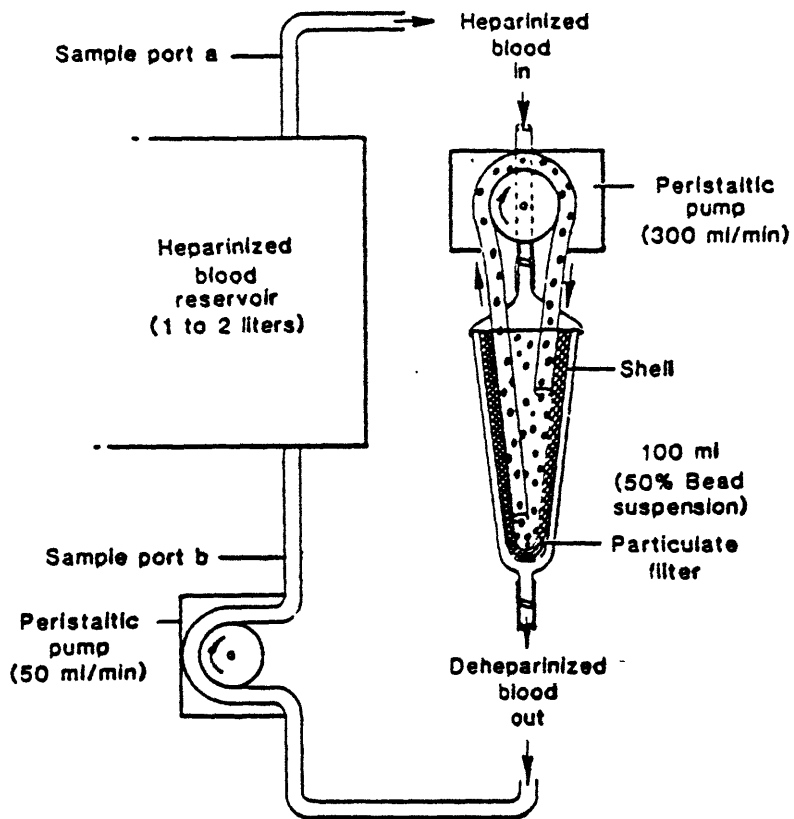 Sample port a
Heparinized
blood
in
Peristaltic
pump
(300 ml/min)
Heparinized
blood
reservoir
(1 to 2 liters)
Shell
100 ml
(50% Bead
suspension)
Particulate
filter
Sample port b
Peristaltic
pump
(50 ml/min)
Deheparinized
blood
out